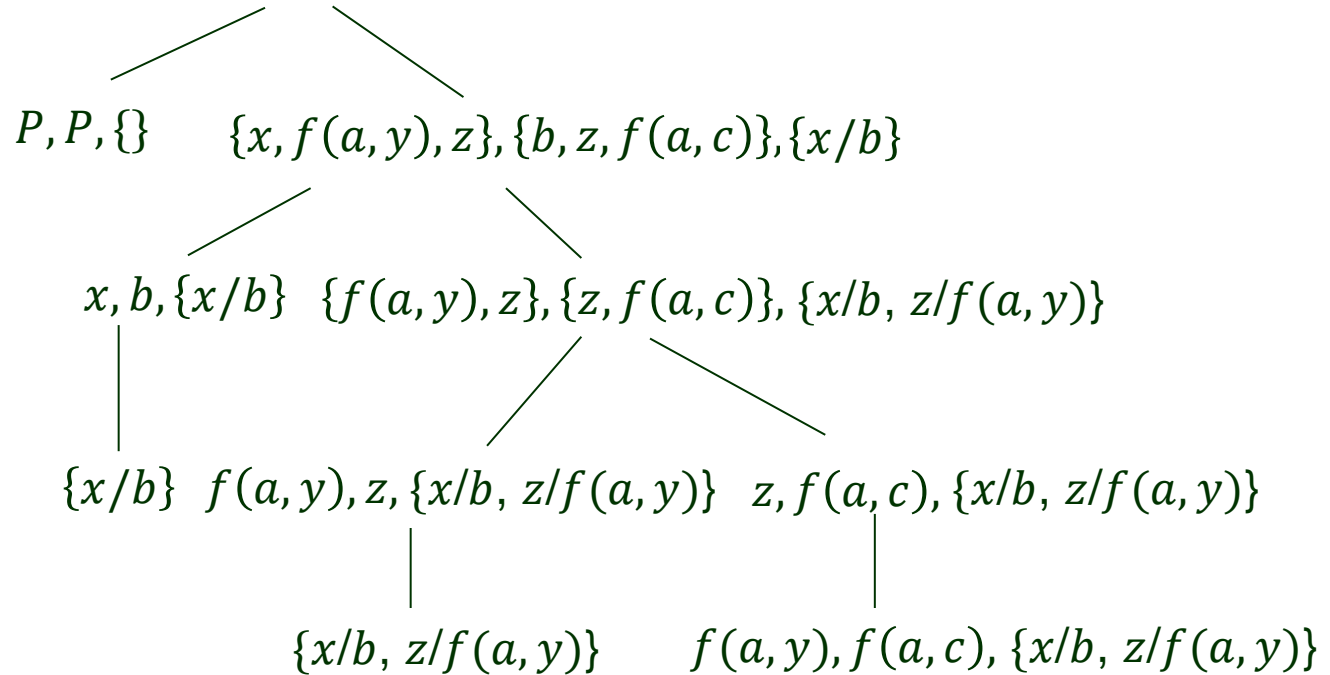 P, P, {} {x, f(a, y), z}, {b, z, f(a, c)}, {x/b}
x, b, {x/b} {f(a, y), z}, {z, f(a, c)}, {x/b, z/f(a, y)}
{x/b} f(a, y), z, {x/b, z/f(a, y)} z, f(a, c), {x/b, z/f(a, y)}
{x/b, z/f(a, y)} f(a, y), f(a, c), {x/b, z/f(a, y)}